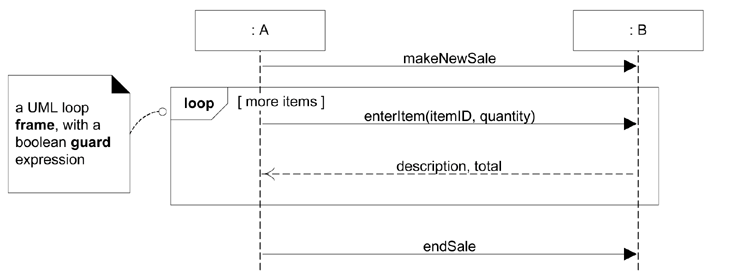 : A
: B
makeNewSale
a UML loop
frame, with a
boolean guard
expression
loop
[ more items ]
enterItem(itemID, quantity)
description, total
endSale